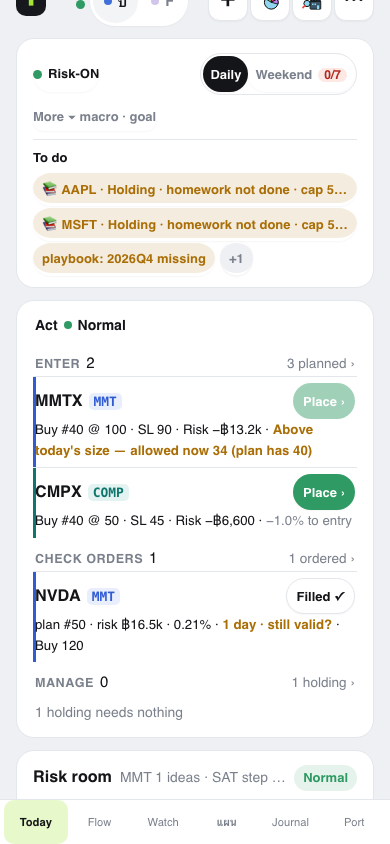 Risk-ON
Daily Weekend 0/7
More ▾ macro · goal
To do
📚 AAPL · Holding · homework not done · cap 5…
📚 MSFT · Holding · homework not done · cap 5…
playbook: 2026Q4 missing +1
Act ● Normal
ENTER 2 3 planned ›
MMTX MMT Place ›
Buy #40 @ 100 · SL 90 · Risk −฿13.2k · Above
today's size — allowed now 34 (plan has 40)
CMPX COMP Place ›
Buy #40 @ 50 · SL 45 · Risk −฿6,600 · −1.0% to entry
CHECK ORDERS 1 1 ordered ›
NVDA MMT Filled ✓
plan #50 · risk ฿16.5k · 0.21% · 1 day · still valid? ·
Buy 120
MANAGE 0 1 holding ›
1 holding needs nothing
Risk room MMT 1 ideas · SAT step … Normal
Today Flow Watch แผน Journal Port